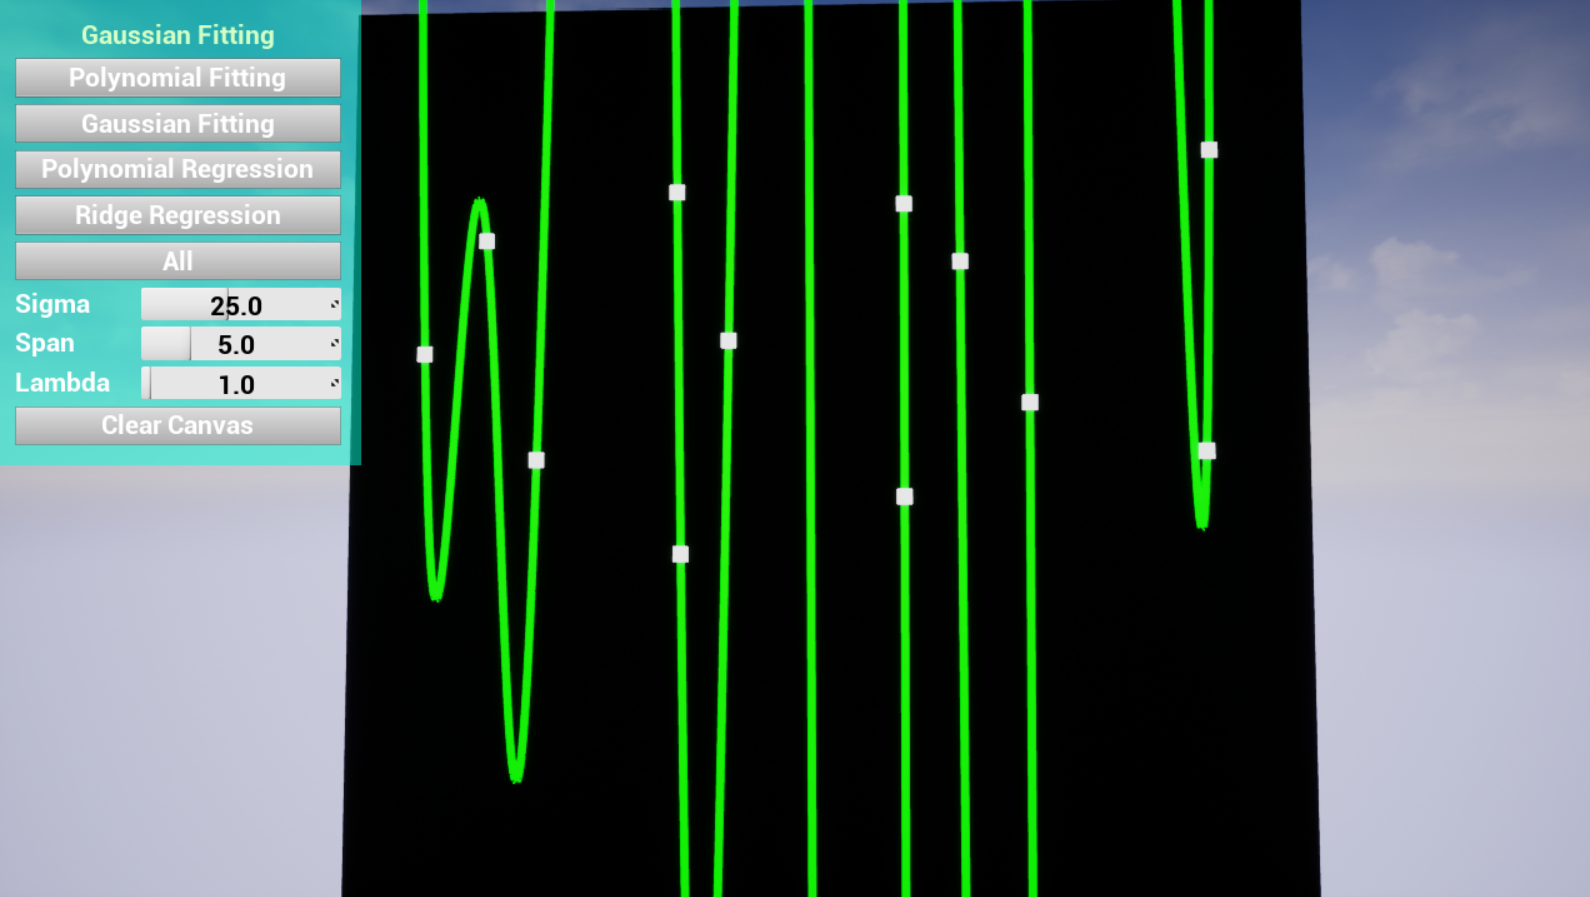 Gaussian Fitting
Polynomial Fitting
Gaussian Fitting
Polynomial Regression
Ridge Regression
All
Sigma 25.0
Span 5.0
Lambda 1.0
Clear Canvas